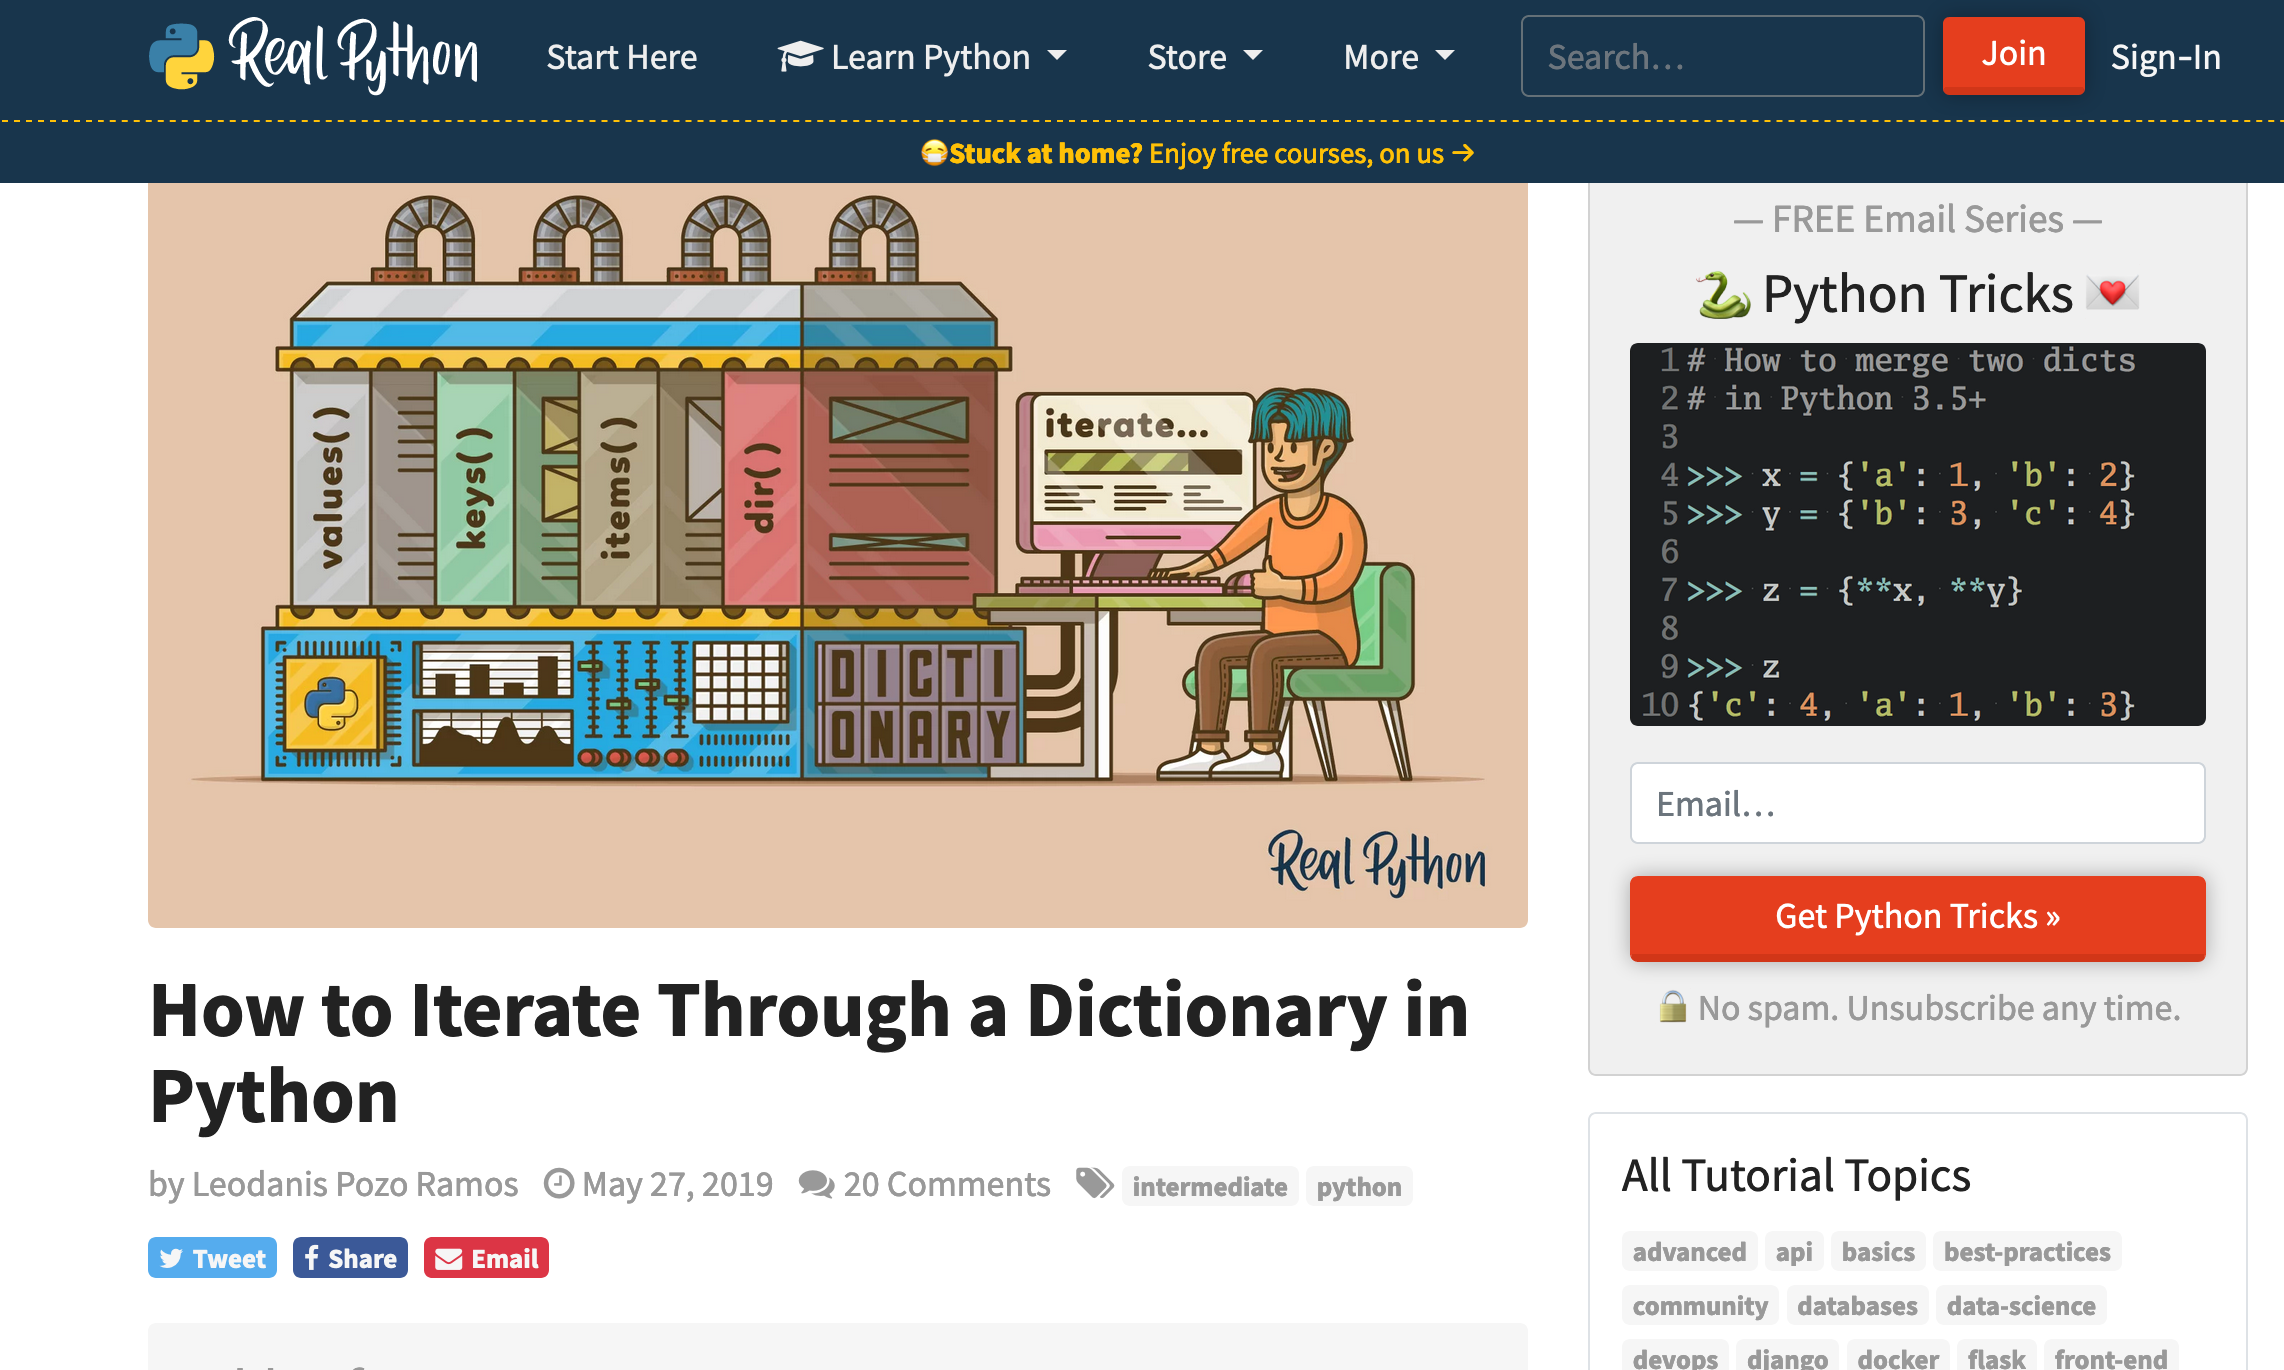 Real Python
Start Here
Learn Python
Store
More
Search...
Join
Sign-In
Stuck at home? Enjoy free courses, on us →
values()
keys()
items()
dir()
iterate...
DICTI
ONARY
Real Python
How to Iterate Through a Dictionary in
Python
by Leodanis Pozo Ramos May 27, 2019 20 Comments intermediate python
Tweet
Share
Email
— FREE Email Series —
Python Tricks
1 # How to merge two dicts
2 # in Python 3.5+
3
4 >>> x = {'a': 1, 'b': 2}
5 >>> y = {'b': 3, 'c': 4}
6
7 >>> z = {**x, **y}
8
9 >>> z
10 {'c': 4, 'a': 1, 'b': 3}
Email...
Get Python Tricks »
No spam. Unsubscribe any time.
All Tutorial Topics
advanced api basics best-practices
community databases data-science
devops django docker flask front-end